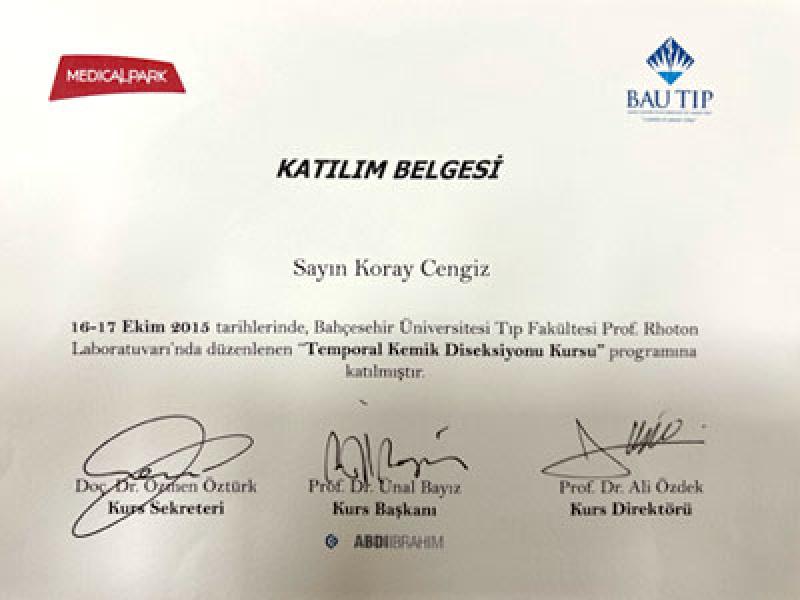 MEDICALPARK
BAU TIP
KATILIM BELGESİ
Sayın Koray Cengiz
16-17 Ekim 2015 tarihlerinde, Bahçesehir Üniversitesi Tıp Fakültesi Prof. Rhoton
Laboratuvarı'nda düzenlenen "Temporal Kemik Diseksiyonu Kursu" programına
katılmıştır.
Doç. Dr. Özmen Öztürk
Kurs Sekreteri
Prof. Dr. Ünal Bayız
Kurs Başkanı
Prof. Dr. Ali Özdek
Kurs Direktörü
ABDİİBRAHİM